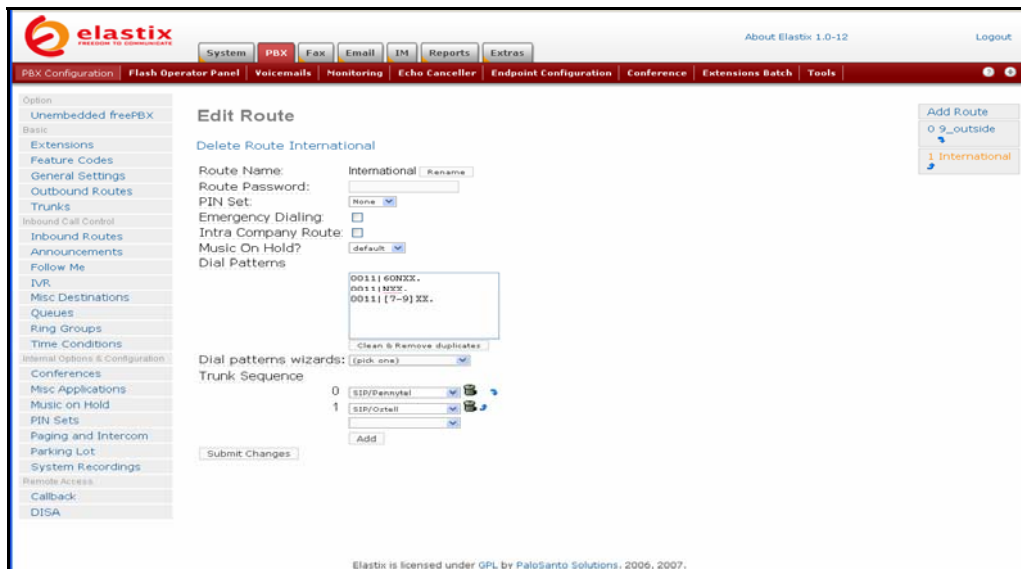 elastix
FREEDOM TO COMMUNICATE
About Elastix 1.0-12
Logout
System
PBX
Fax
Email
IM
Reports
Extras
PBX Configuration
Flash Operator Panel
Voicemails
Monitoring
Echo Canceller
Endpoint Configuration
Conference
Extensions Batch
Tools
Option
Unembedded freePBX
Basic
Extensions
Feature Codes
General Settings
Outbound Routes
Trunks
Inbound Call Control
Inbound Routes
Announcements
Follow Me
IVR
Misc Destinations
Queues
Ring Groups
Time Conditions
Internal Options & Configuration
Conferences
Misc Applications
Music on Hold
PIN Sets
Paging and Intercom
Parking Lot
System Recordings
Remote Access
Callback
DISA
Edit Route
Delete Route International
Route Name: International Rename
Route Password:
PIN Set: None
Emergency Dialing:
Intra Company Route:
Music On Hold? default
Dial Patterns
0011|60NXX.
0011|NXX.
0011|[7-9]XX.
Clean & Remove duplicates
Dial patterns wizards: (pick one)
Trunk Sequence
0 SIP/Pennytel
1 SIP/Oztell
Add
Submit Changes
Add Route
0 9_outside
1 International
Elastix is licensed under GPL by PaloSanto Solutions. 2006, 2007.